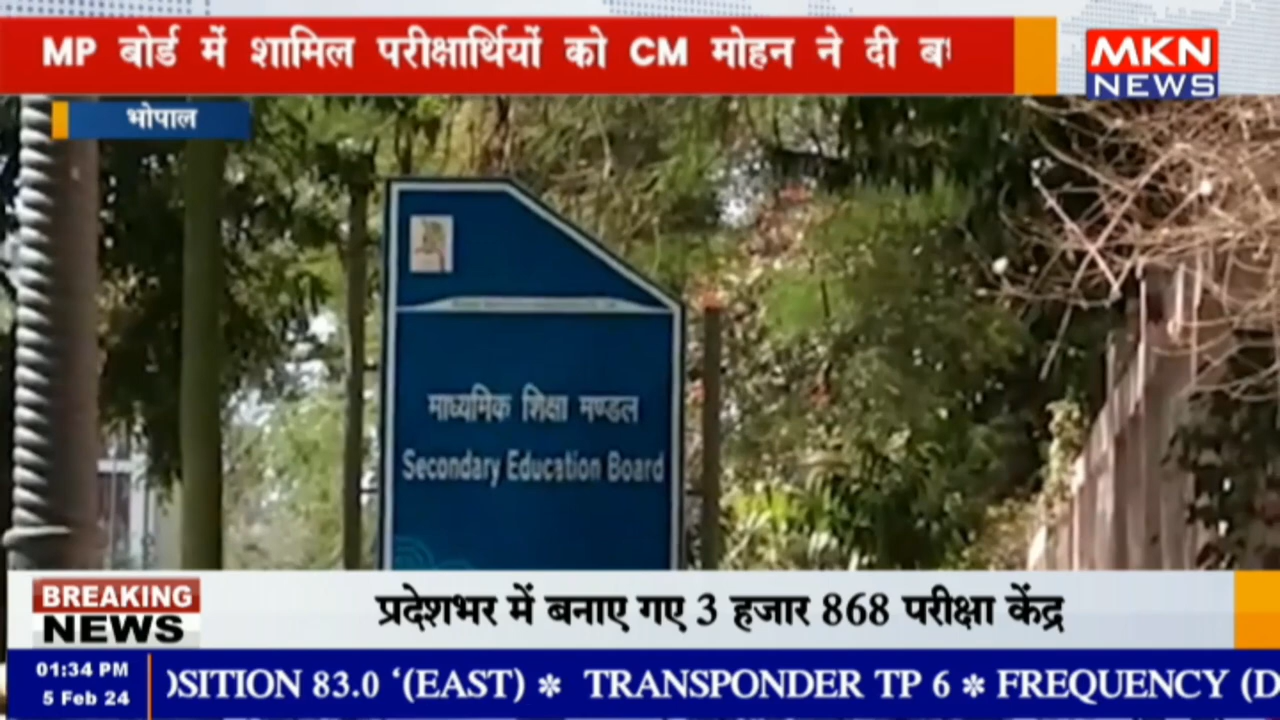 MP बोर्ड में शामिल परीक्षार्थियों को CM मोहन ने दी
MKN
NEWS
भोपाल
माध्यमिक शिक्षा मण्डल
Secondary Education Board
BREAKING
NEWS
प्रदेशभर में बनाए गए 3 हजार 868 परीक्षा केंद्र
01:34 PM
5 Feb 24
OSITION 83.0 ‘(EAST) * TRANSPONDER TP 6 * FREQUENCY (D